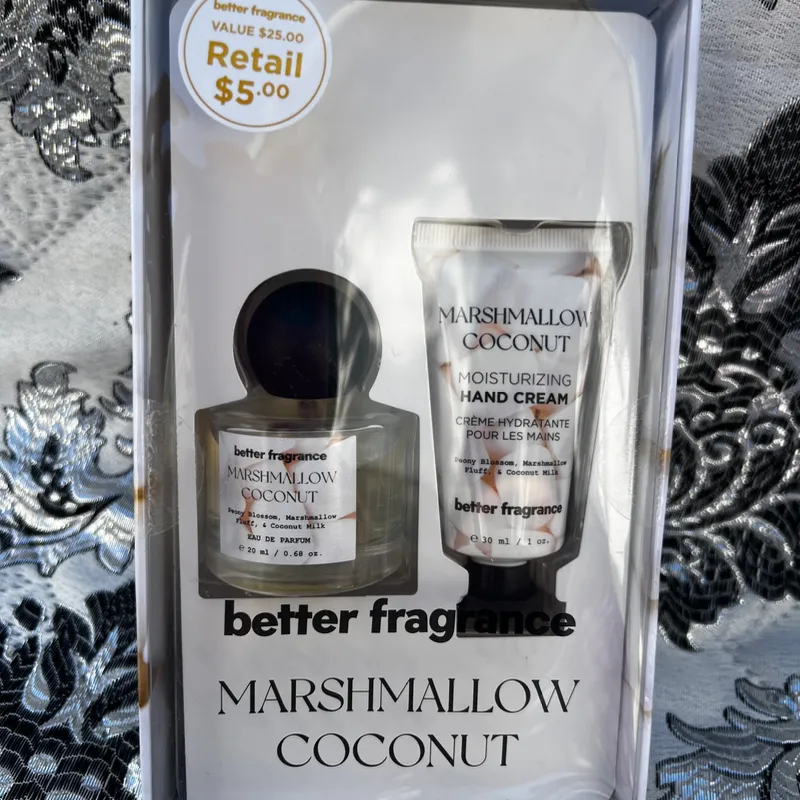 better fragrance
VALUE $25.00
Retail
$5.00
MARSHMALLOW
COCONUT
MOISTURIZING
HAND CREAM
CRÈME HYDRATANTE
POUR LES MAINS
Peony Blossom, Marshmallow
Fluff, & Coconut Milk
better fragrance
℮ 30 ml / 1 oz.
better fragrance
MARSHMALLOW
COCONUT
Peony Blossom, Marshmallow
Fluff, & Coconut Milk
EAU DE PARFUM
℮ 20 ml / 0.68 oz.
better fragrance
MARSHMALLOW
COCONUT